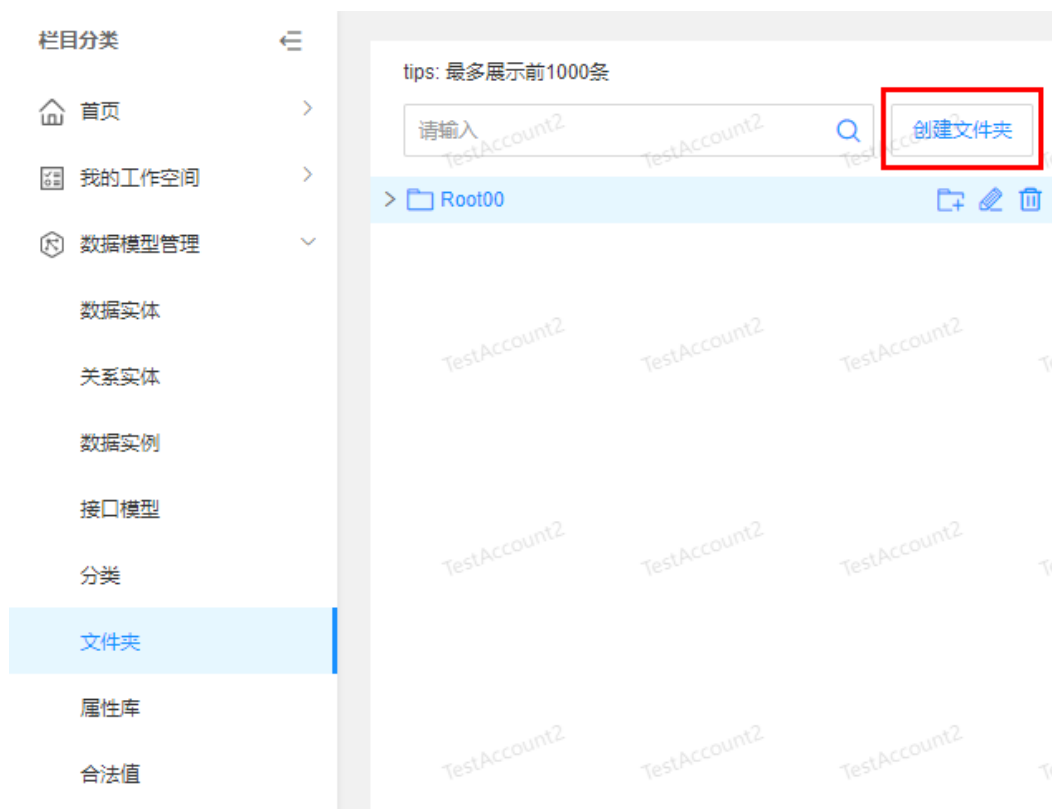 栏目分类
首页
我的工作空间
数据模型管理
数据实体
关系实体
数据实例
接口模型
分类
文件夹
属性库
合法值
tips: 最多展示前1000条
请输入
创建文件夹
Root00
TestAccount2
TestAccount2
TestAccount2
TestAccount2
TestAccount2
TestAccount2
TestAccount2
TestAccount2
TestAccount2
TestAccount2
TestAccount2
TestAccount2